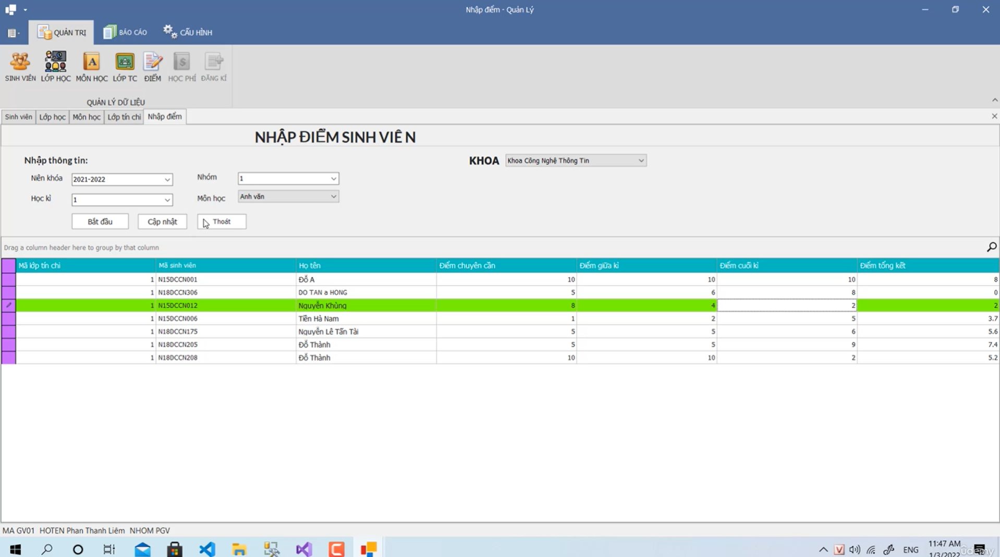 Nhập điểm - Quản Lý
QUẢN TRỊ
BÁO CÁO
CẤU HÌNH
SINH VIÊN
LỚP HỌC
MÔN HỌC
LỚP TC
ĐIỂM
HỌC PHÍ
ĐĂNG KÍ
QUẢN LÝ DỮ LIỆU
Sinh viên
Lớp học
Môn học
Lớp tín chỉ
Nhập điểm
NHẬP ĐIỂM SINH VIÊN
Nhập thông tin:
KHOA
Khoa Công Nghệ Thông Tin
Niên khóa
2021-2022
Nhóm
1
Học kì
1
Môn học
Anh văn
Bắt đầu
Cập nhật
Thoát
Drag a column header here to group by that column
Mã lớp tín chỉ Mã sinh viên Họ tên Điểm chuyên cần Điểm giữa kì Điểm cuối kì Điểm tổng kết
1 N15DCCN001 Đỗ A 10 10 10 8
1 N18DCCN306 DO TAN a HONG 5 6 8 0
1 N15DCCN012 Nguyễn Khùng 8 4 2 2
1 N15DCCN006 Tiền Hà Nam 1 2 5 3.7
1 N18DCCN175 Nguyễn Lê Tấn Tài 5 5 6 5.6
1 N18DCCN205 Đỗ Thành 5 5 9 7.4
1 N18DCCN208 Đỗ Thành 10 10 2 5.2
MA GV01 HOTEN Phan Thanh Liêm NHOM PGV
ENG
11:47 AM
1/3/2022
ûdemy